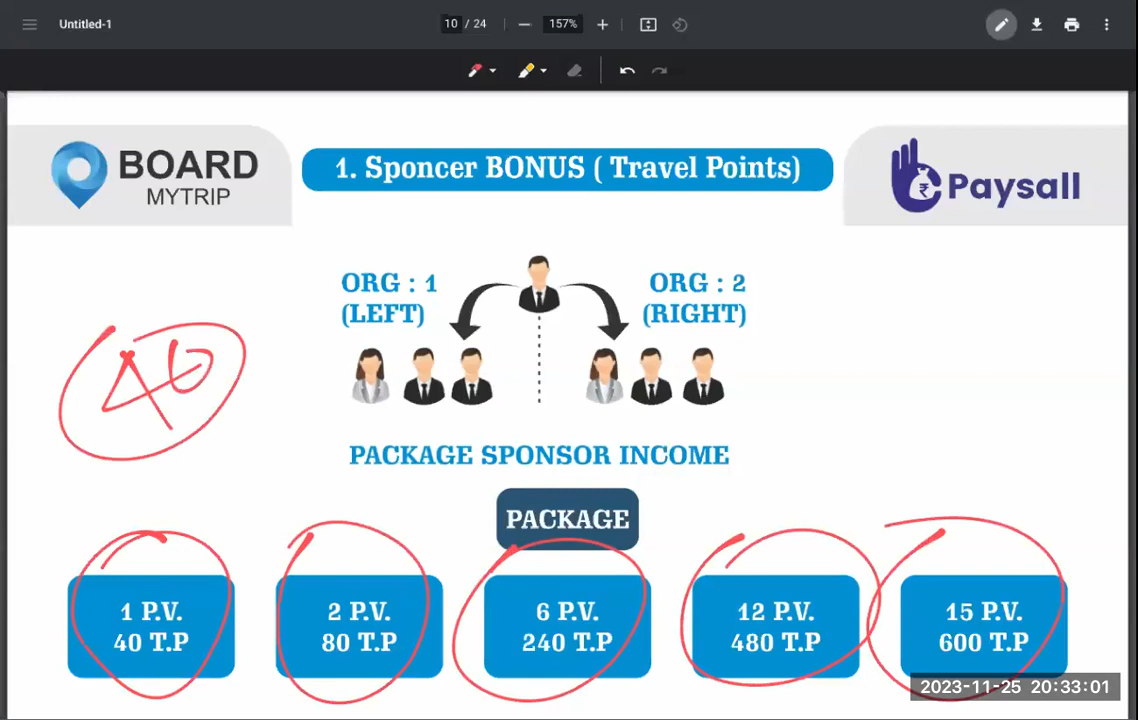 Untitled-1
10 / 24
157%
BOARD
MYTRIP
1. Sponcer BONUS ( Travel Points)
Paysall
ORG : 1
(LEFT)
ORG : 2
(RIGHT)
40
PACKAGE SPONSOR INCOME
PACKAGE
1 P.V.
40 T.P
2 P.V.
80 T.P
6 P.V.
240 T.P
12 P.V.
480 T.P
15 P.V.
600 T.P
2023-11-25 20:33:01